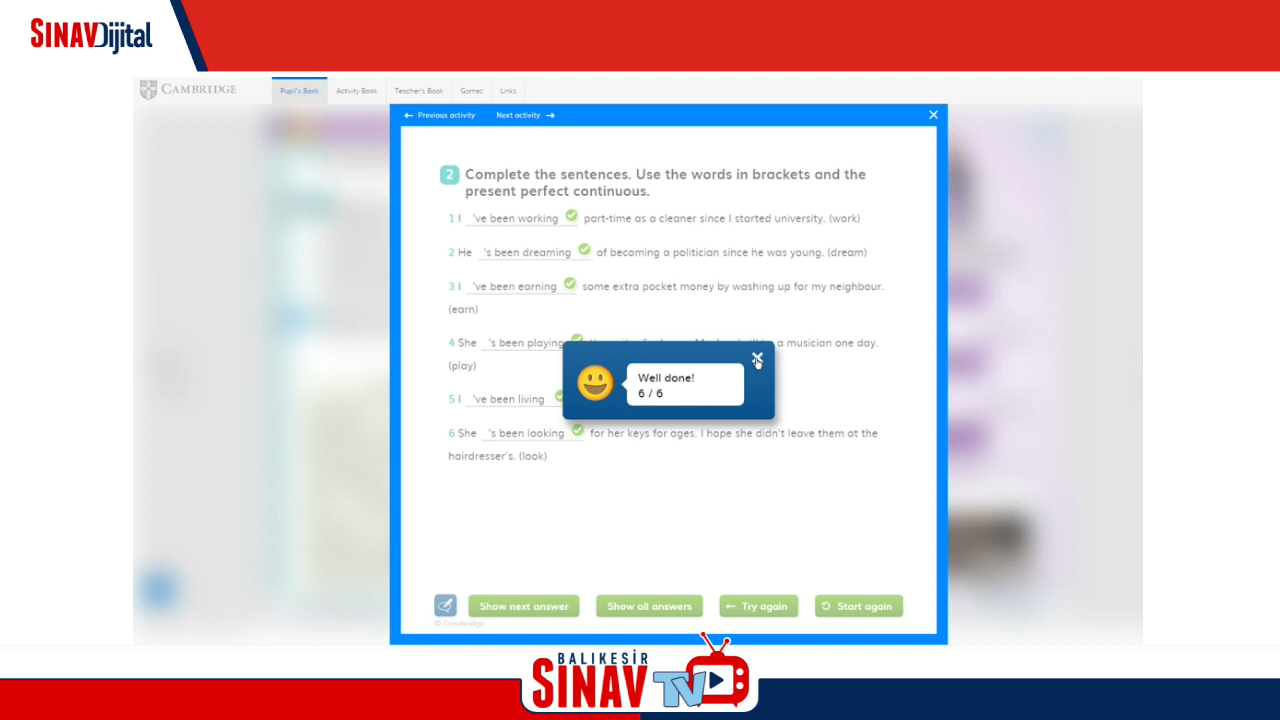 SINAVDijital
CAMBRIDGE
Pupil's Book Activity Book Teacher's Book Games Links
← Previous activity Next activity →
2 Complete the sentences. Use the words in brackets and the
present perfect continuous.
1 I 've been working part-time as a cleaner since I started university. (work)
2 He 's been dreaming of becoming a politician since he was young. (dream)
3 I 've been earning some extra pocket money by washing up for my neighbour.
(earn)
4 She 's been playing a musician one day.
(play)
Well done!
6 / 6
5 I 've been living
6 She 's been looking for her keys for ages. I hope she didn't leave them at the
hairdresser's. (look)
Show next answer Show all answers ← Try again Start again
© Cambridge
BALIKESİR
SINAV TV